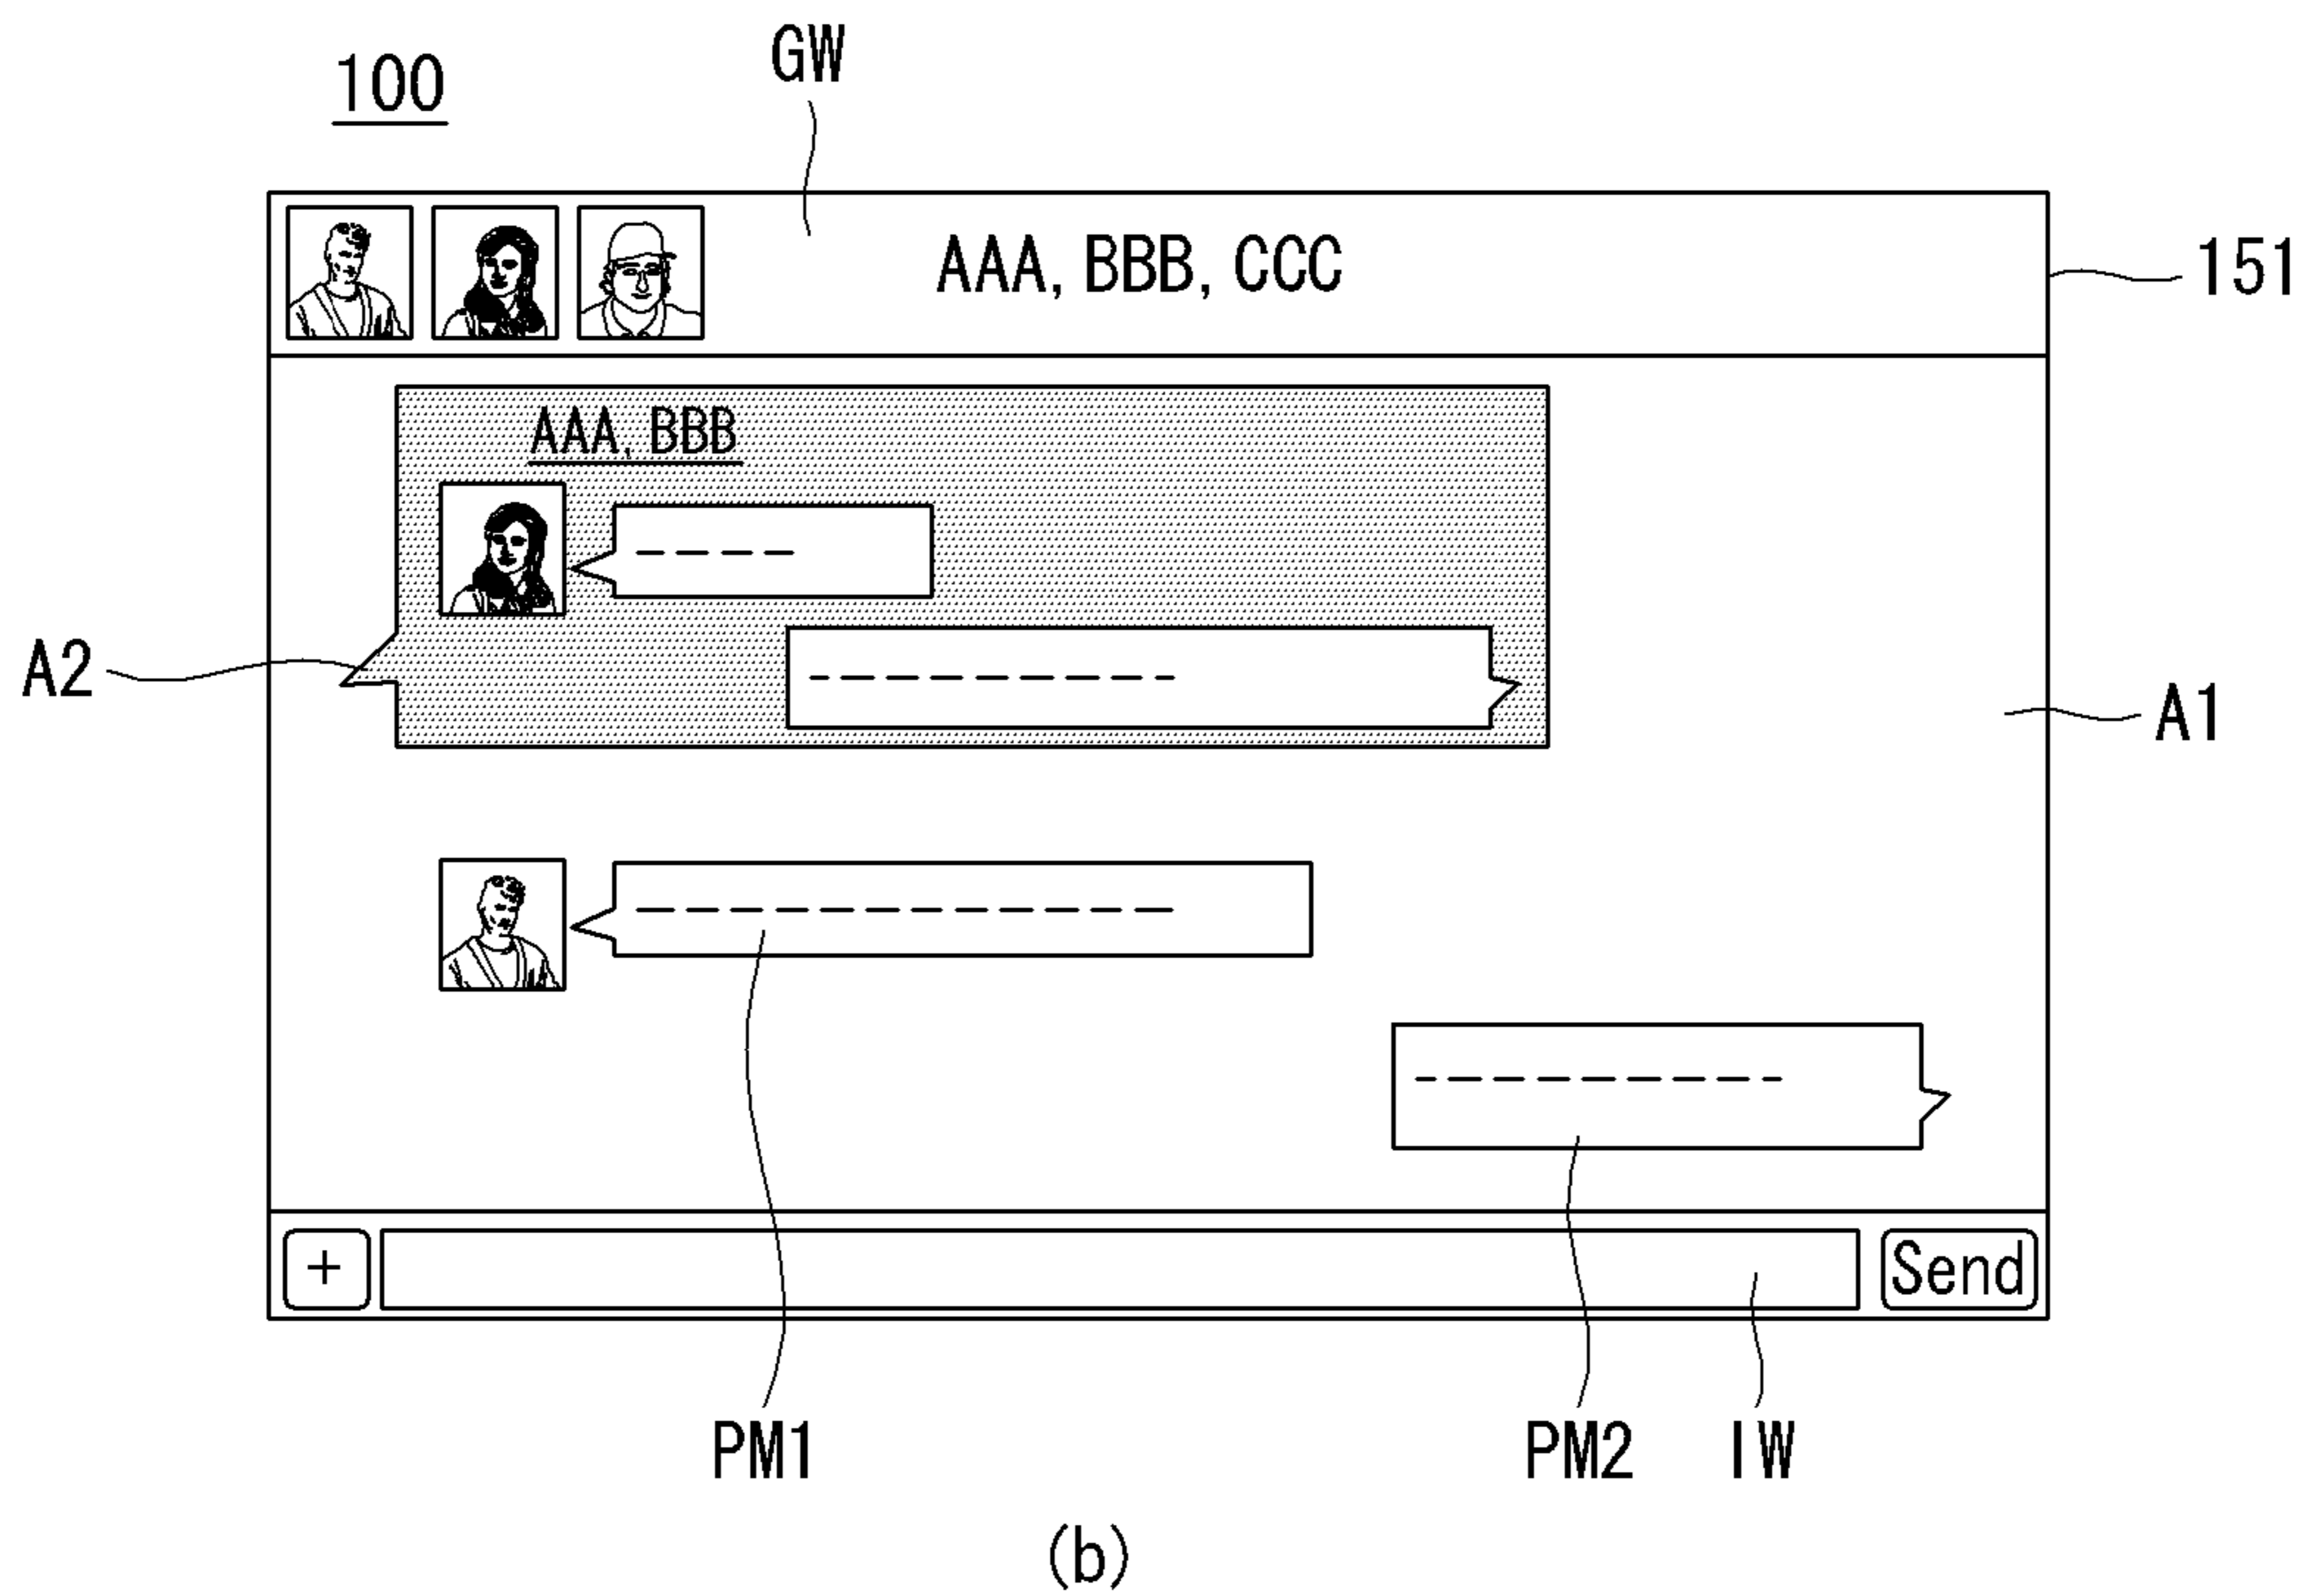 GW
100
AAA, BBB, CCC
151
AAA, BBB
A2
A1
+
Send
PM1
PM2
IW
(b)